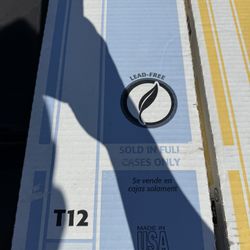 LEAD-FREE
SOLD IN FULL
CASES ONLY
Se vende en
cajas solament
T12
MADE IN
USA